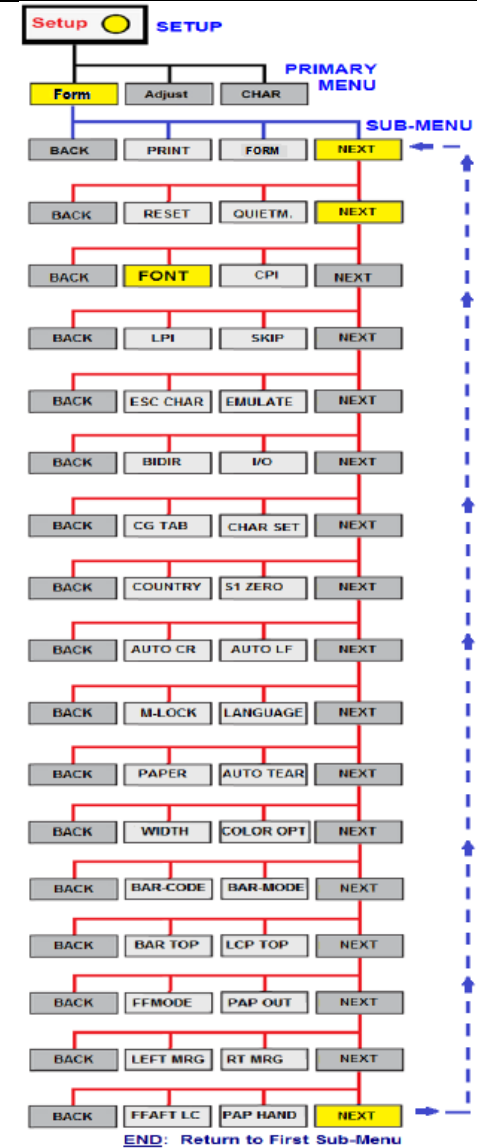 Setup SETUP
PRIMARY
MENU
Form Adjust CHAR
SUB-MENU
BACK PRINT FORM NEXT
BACK RESET QUIETM. NEXT
BACK FONT CPI NEXT
BACK LPI SKIP NEXT
BACK ESC CHAR EMULATE NEXT
BACK BIDIR I/O NEXT
BACK CG TAB CHAR SET NEXT
BACK COUNTRY S1 ZERO NEXT
BACK AUTO CR AUTO LF NEXT
BACK M-LOCK LANGUAGE NEXT
BACK PAPER AUTO TEAR NEXT
BACK WIDTH COLOR OPT NEXT
BACK BAR-CODE BAR-MODE NEXT
BACK BAR TOP LCP TOP NEXT
BACK FFMODE PAP OUT NEXT
BACK LEFT MRG RT MRG NEXT
BACK FFAFT LC PAP HAND NEXT
END: Return to First Sub-Menu